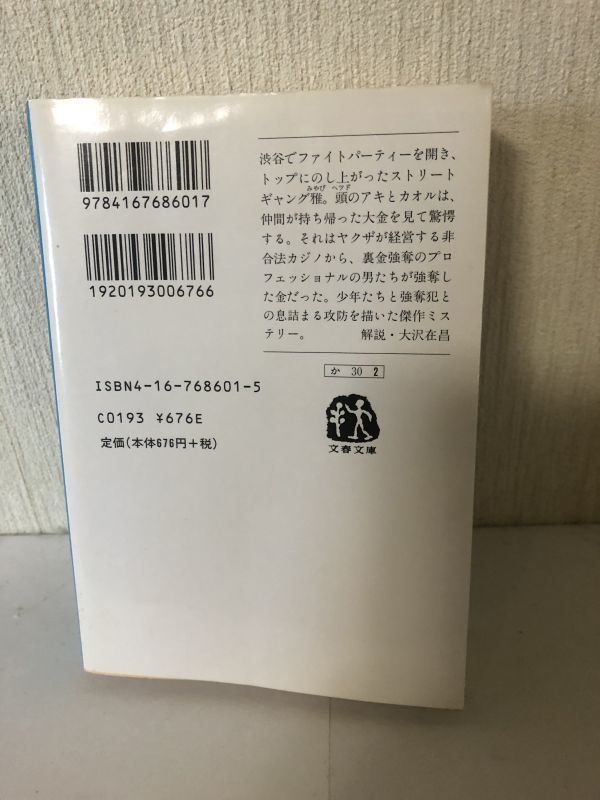 9784167686017
1920193006766
ISBN4-16-768601-5
C0193 ¥676E
定価(本体676円+税)
渋谷でファイトパーティーを開き、
トップにのし上がったストリート
みやび ヘッド
ギャング雅。頭のアキとカオルは、
仲間が持ち帰った大金を見て驚愕
する。それはヤクザが経営する非
合法カジノから、裏金強奪のプロ
フェッショナルの男たちが強奪し
た金だった。少年たちと強奪犯と
の息詰まる攻防を描いた傑作ミス
テリー。 解説・大沢在昌
か 30 2
文春文庫